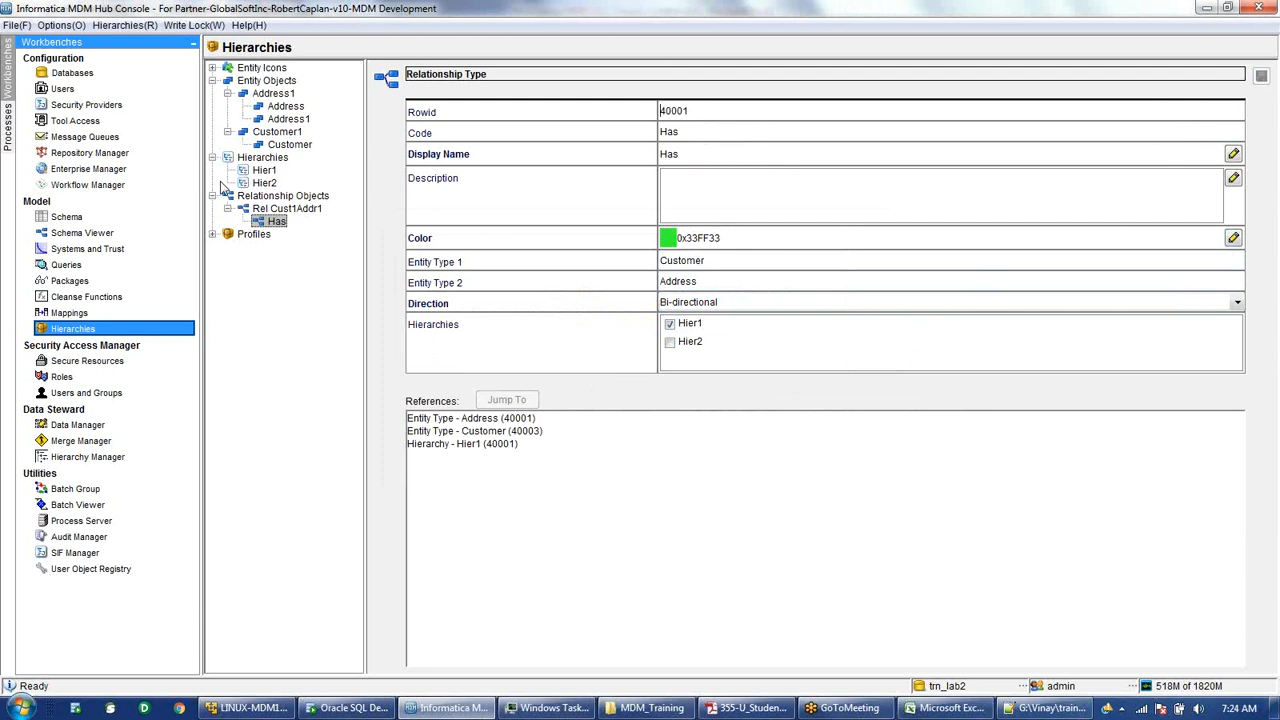 Informatica MDM Hub Console - For Partner-GlobalSoftInc-RobertCaplan-v10-MDM Development
File(F) Options(O) Hierarchies(R) Write Lock(W) Help(H)
Workbenches
Processes
Workbenches
Configuration
Databases
Users
Security Providers
Tool Access
Message Queues
Repository Manager
Enterprise Manager
Workflow Manager
Model
Schema
Schema Viewer
Systems and Trust
Queries
Packages
Cleanse Functions
Mappings
Hierarchies
Security Access Manager
Secure Resources
Roles
Users and Groups
Data Steward
Data Manager
Merge Manager
Hierarchy Manager
Utilities
Batch Group
Batch Viewer
Process Server
Audit Manager
SIF Manager
User Object Registry
Hierarchies
Entity Icons
Entity Objects
Address1
Address
Address1
Customer1
Customer
Hierarchies
Hier1
Hier2
Relationship Objects
Rel Cust1Addr1
Has
Profiles
Relationship Type
Rowid 40001
Code Has
Display Name Has
Description
Color 0x33FF33
Entity Type 1 Customer
Entity Type 2 Address
Direction Bi-directional
Hierarchies Hier1
Hier2
References: Jump To
Entity Type - Address (40001)
Entity Type - Customer (40003)
Hierarchy - Hier1 (40001)
Ready trn_lab2 admin 518M of 1820M
LINUX-MDM1... Oracle SQL De... Informatica M... Windows Task... MDM_Training 355-U_Studen... GoToMeeting Microsoft Exc... G:\Vinay\train... 7:24 AM